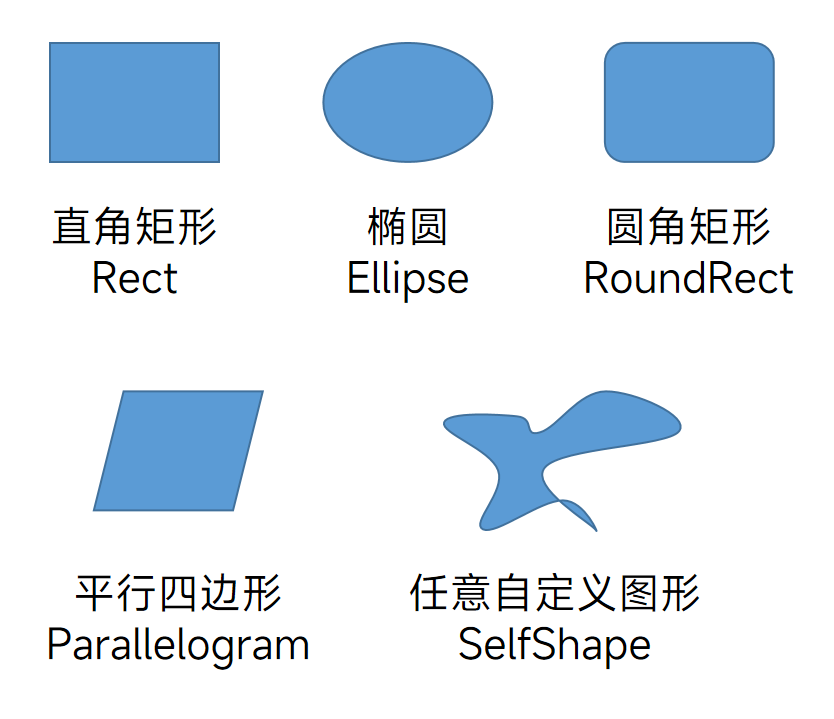 直角矩形
Rect
椭圆
Ellipse
圆角矩形
RoundRect
平行四边形
Parallelogram
任意自定义图形
SelfShape